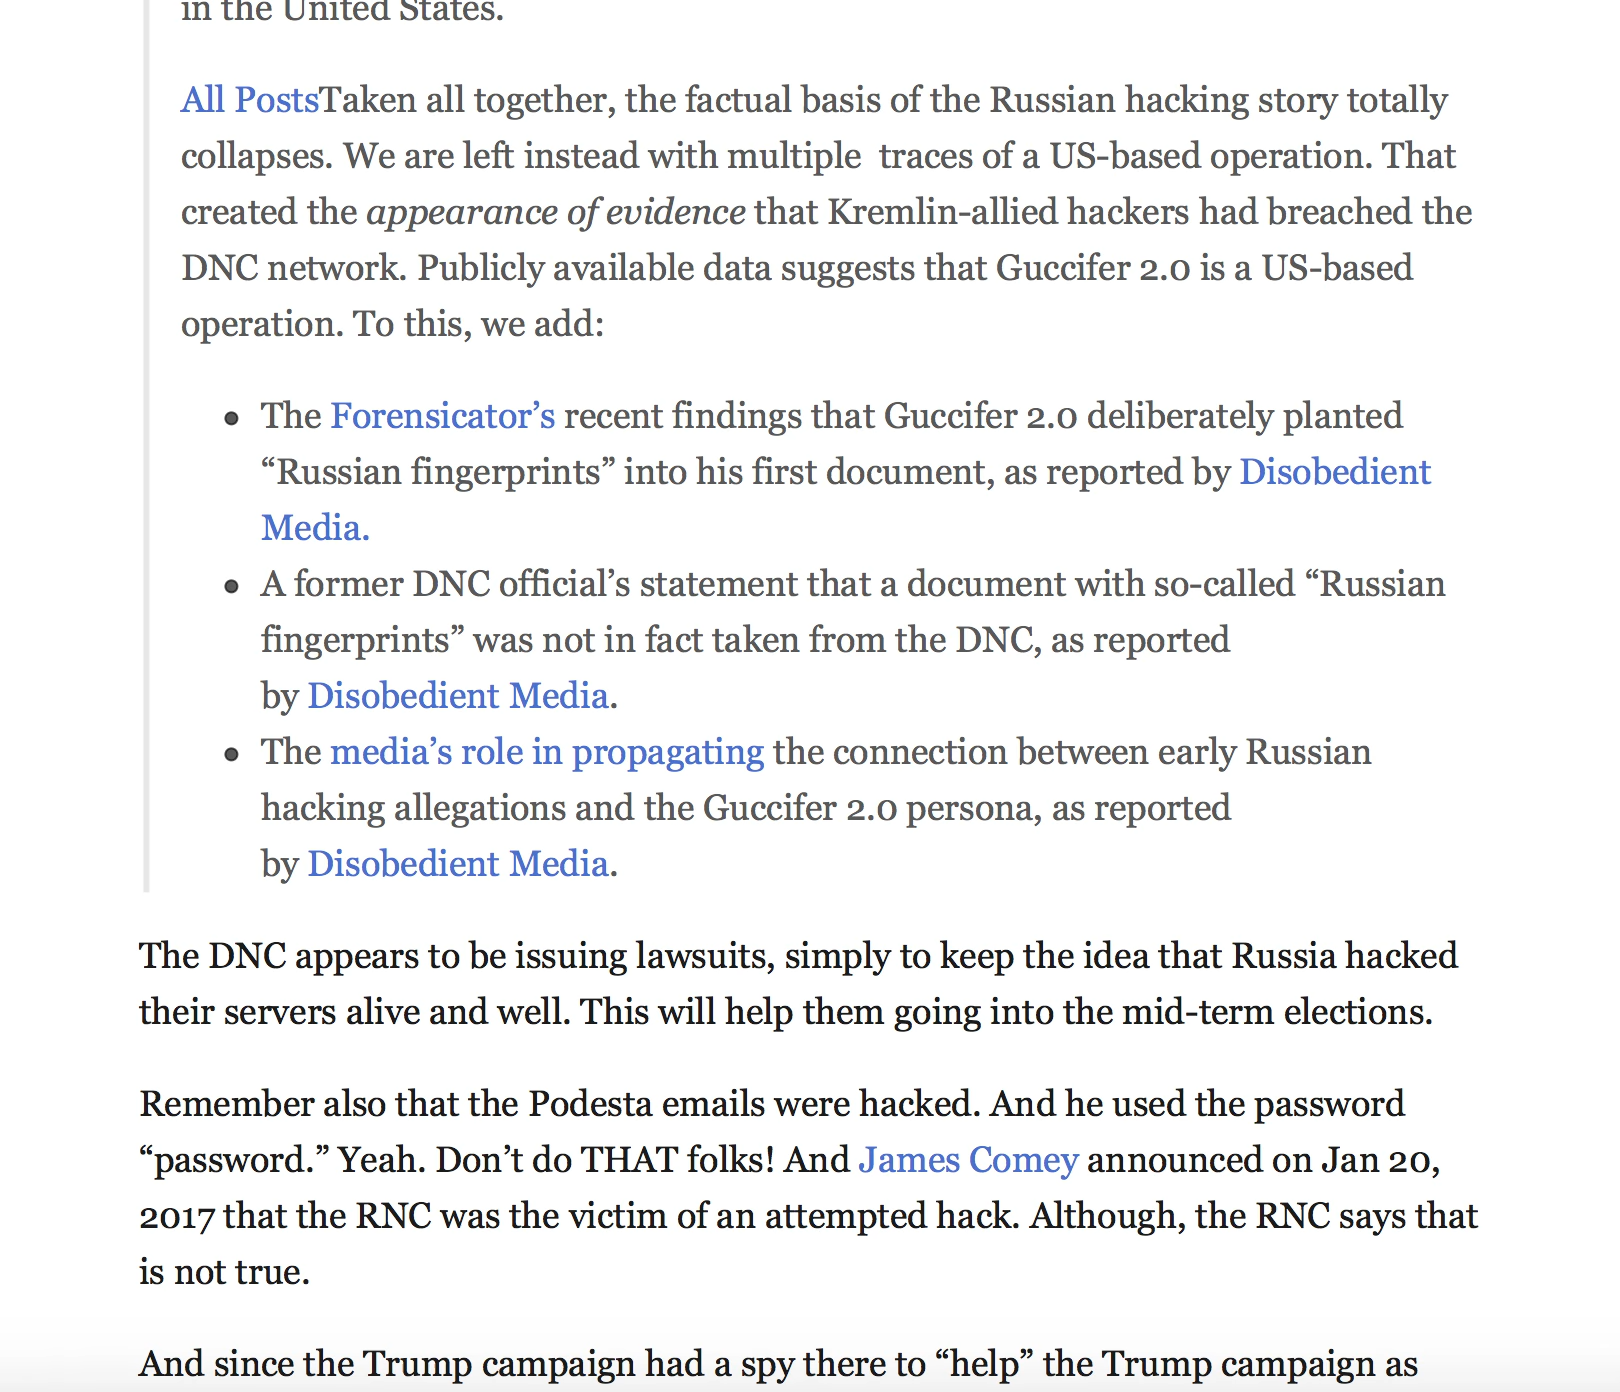 in the United States.
All PostsTaken all together, the factual basis of the Russian hacking story totally
collapses. We are left instead with multiple  traces of a US-based operation. That
created the appearance of evidence that Kremlin-allied hackers had breached the
DNC network. Publicly available data suggests that Guccifer 2.0 is a US-based
operation. To this, we add:
• The Forensicator’s recent findings that Guccifer 2.0 deliberately planted
“Russian fingerprints” into his first document, as reported by Disobedient
Media.
• A former DNC official’s statement that a document with so-called “Russian
fingerprints” was not in fact taken from the DNC, as reported
by Disobedient Media.
• The media’s role in propagating the connection between early Russian
hacking allegations and the Guccifer 2.0 persona, as reported
by Disobedient Media.
The DNC appears to be issuing lawsuits, simply to keep the idea that Russia hacked
their servers alive and well. This will help them going into the mid-term elections.
Remember also that the Podesta emails were hacked. And he used the password
“password.” Yeah. Don’t do THAT folks! And James Comey announced on Jan 20,
2017 that the RNC was the victim of an attempted hack. Although, the RNC says that
is not true.
And since the Trump campaign had a spy there to “help” the Trump campaign as